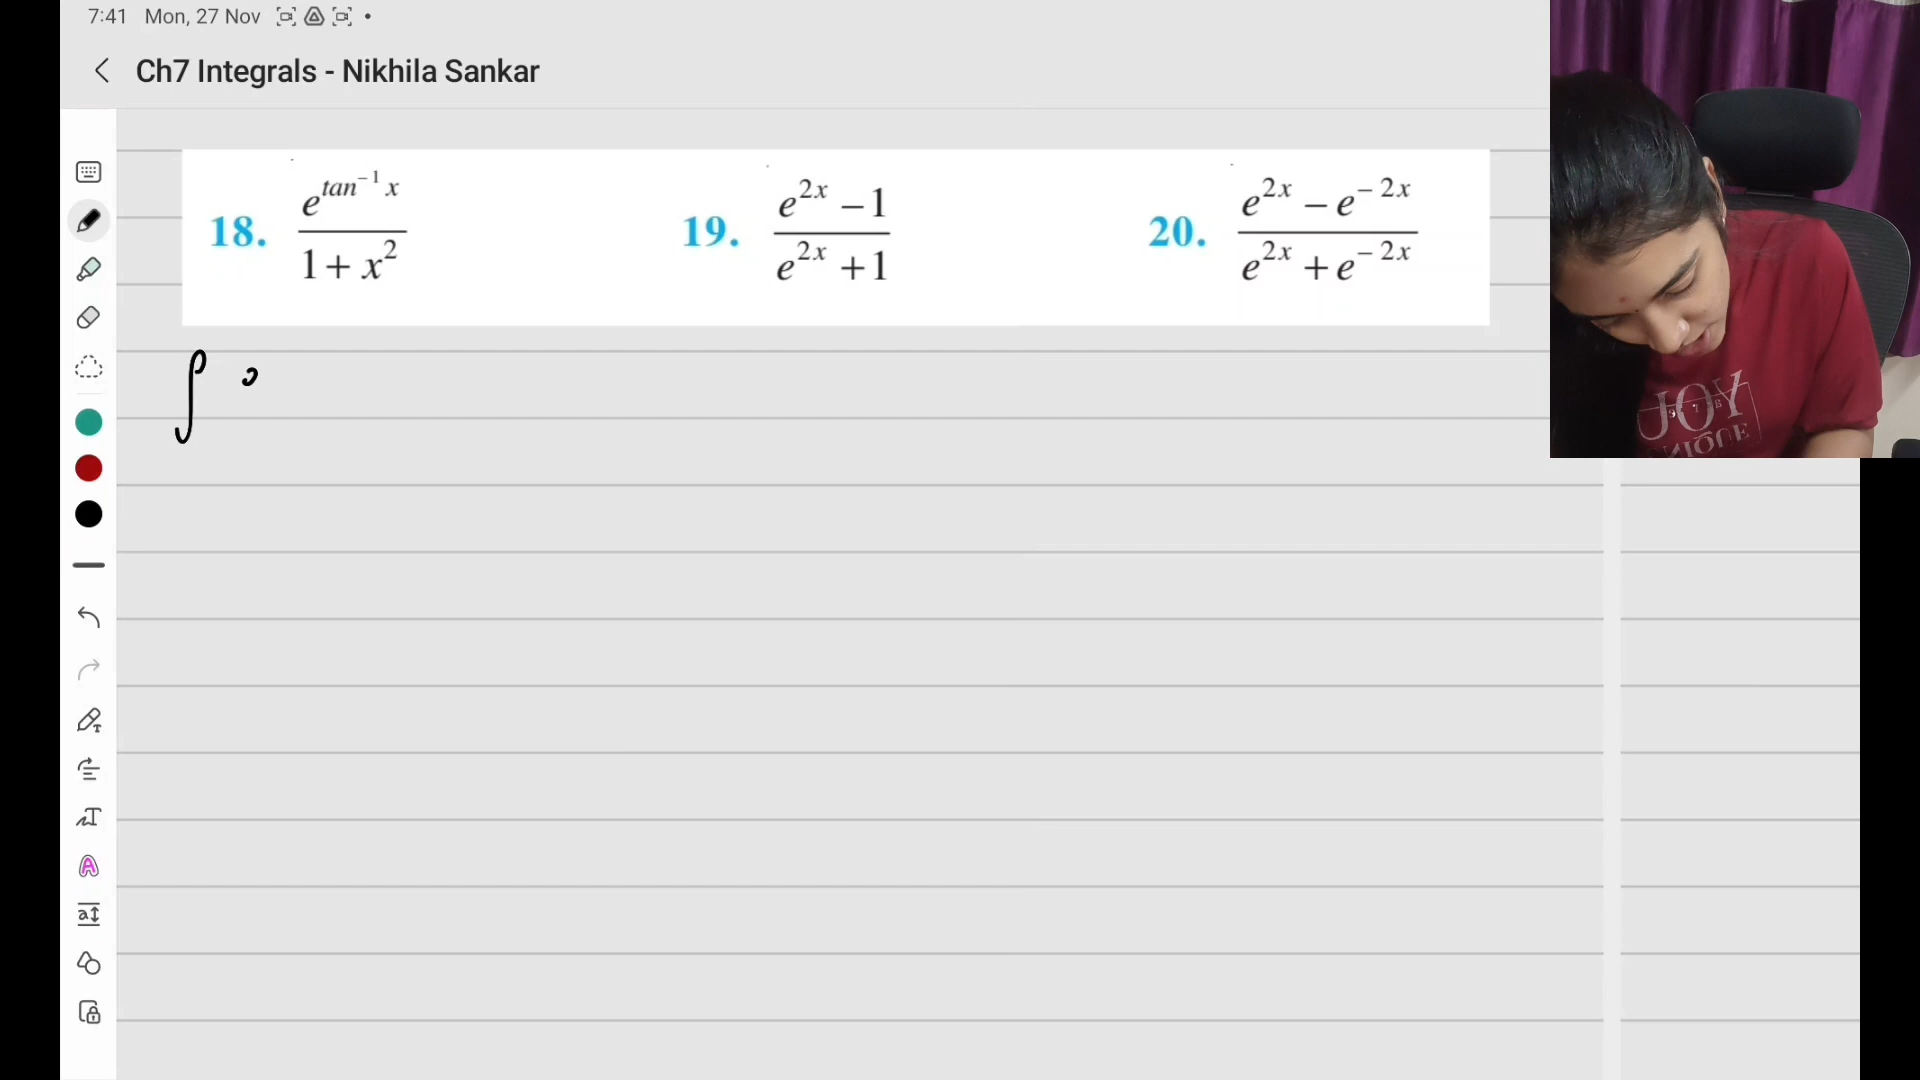 7:41 Mon, 27 Nov
Ch7 Integrals - Nikhila Sankar
18. e^{tan^{-1} x} / (1 + x^2) 19. (e^{2x} - 1) / (e^{2x} + 1) 20. (e^{2x} - e^{-2x}) / (e^{2x} + e^{-2x})
∫
JOY